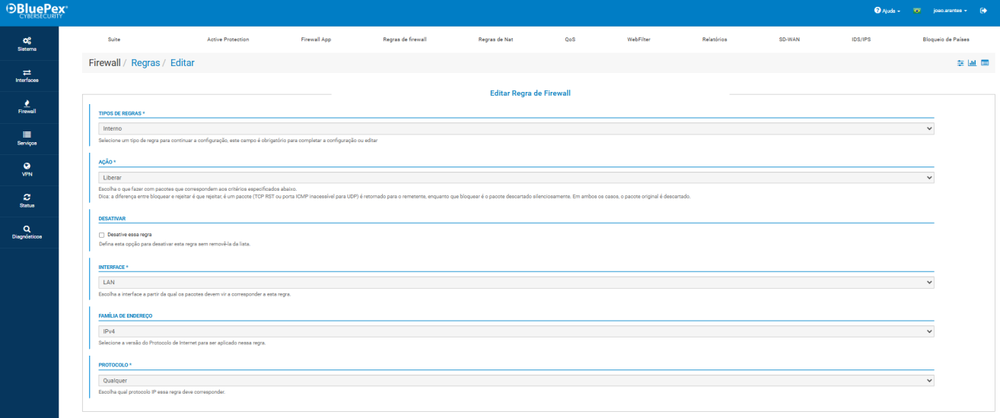 BluePex
CYBERSECURITY
Ajuda
joao.arantes
Sistema
Interfaces
Firewall
Serviços
VPN
Status
Diagnósticos
Suite
Active Protection
Firewall App
Regras de firewall
Regras de Nat
QoS
WebFilter
Relatórios
SD-WAN
IDS/IPS
Bloqueio de Países
Firewall / Regras / Editar
Editar Regra de Firewall
TIPOS DE REGRAS *
Interno
Selecione um tipo de regra para continuar a configuração, este campo é obrigatório para completar a configuração ou editar
AÇÃO *
Liberar
Escolha o que fazer com pacotes que correspondem aos critérios especificados abaixo.
Dica: a diferença entre bloquear e rejeitar é que rejeitar, é um pacote (TCP RST ou porta ICMP inacessível para UDP) é retornado para o remetente, enquanto que bloquear é o pacote descartado silenciosamente. Em ambos os casos, o pacote original é descartado.
DESATIVAR
Desative essa regra
Defina esta opção para desativar esta regra sem removê-la da lista.
INTERFACE *
LAN
Escolha a interface a partir da qual os pacotes devem vir a corresponder a esta regra.
FAMÍLIA DE ENDEREÇO
IPv4
Selecione a versão do Protocolo de Internet para ser aplicado nessa regra.
PROTOCOLO *
Qualquer
Escolha qual protocolo IP essa regra deve corresponder.